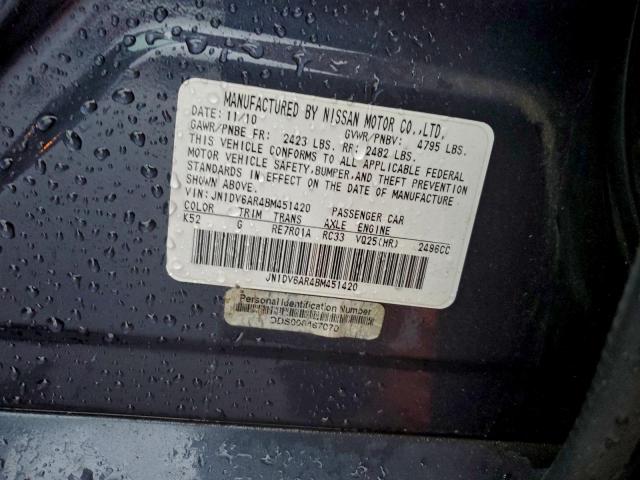 MANUFACTURED BY NISSAN MOTOR CO.,LTD.
DATE: 11/10 GVWR/PNBV: 4795 LBS.
GAWR/PNBE FR: 2423 LBS. RR: 2482 LBS.
THIS VEHICLE CONFORMS TO ALL APPLICABLE FEDERAL
MOTOR VEHICLE SAFETY,BUMPER,AND THEFT PREVENTION
STANDARDS IN EFFECT ON THE DATE OF MANUFACTURE
SHOWN ABOVE.
VIN: JN1DV6AR4BM451420 PASSENGER CAR
COLOR TRIM TRANS AXLE ENGINE
K52 G RE7R01A RC33 VQ25(HR) 2496CC
JN1DV6AR4BM451420
Personal Identification Number